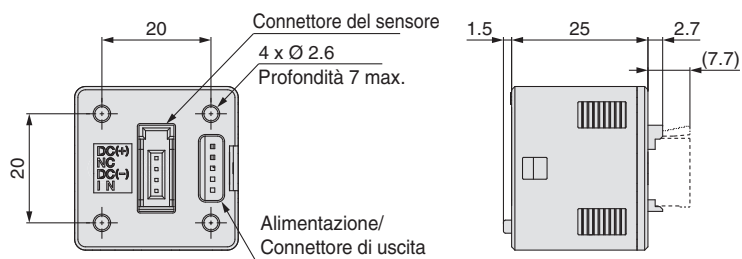 20
Connettore del sensore
4 x Ø 2.6
Profondità 7 max.
20
DC(+)
NC
DC(−)
I N
Alimentazione/
Connettore di uscita
1.5
25
2.7
(7.7)